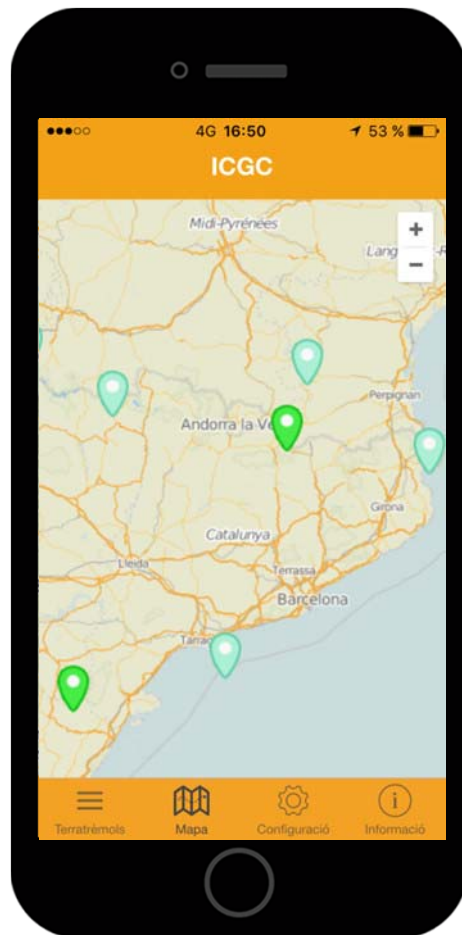 4G 16:50 53 %
ICGC
Midi-Pyrénées
+
Lang
-R
−
Perpignan
Andorra la Ve
Girona
Catalunya
Lleida
Terrassa
Barcelona
Tarrag
Terratrèmols Mapa Configuració Informació